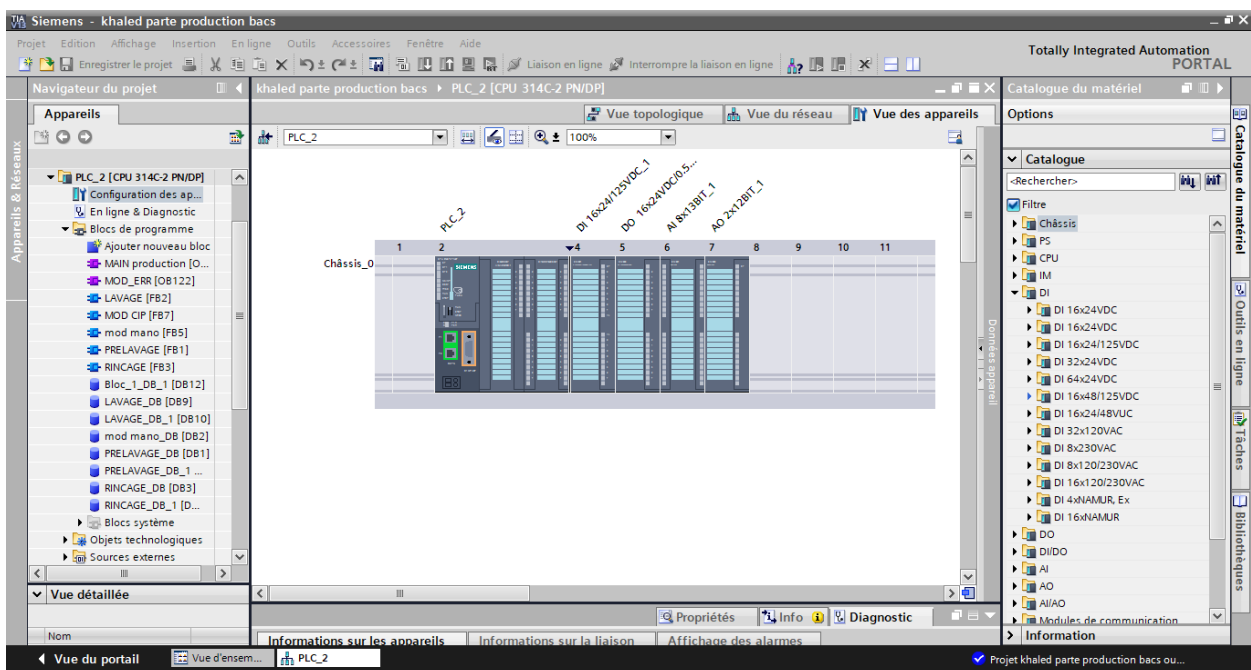 Siemens - khaled parte production bacs
Projet Edition Affichage Insertion En ligne Outils Accessoires Fenêtre Aide
Enregistrer le projet
Liaison en ligne
Interrompre la liaison en ligne
Totally Integrated Automation
PORTAL
Navigateur du projet
Appareils
Appareils & Réseaux
PLC_2 [CPU 314C-2 PN/DP]
Configuration des ap...
En ligne & Diagnostic
Blocs de programme
Ajouter nouveau bloc
MAIN production [O...
MOD_ERR [OB122]
LAVAGE [FB2]
MOD CIP [FB7]
mod mano [FB5]
PRELAVAGE [FB1]
RINCAGE [FB3]
Bloc_1_DB_1 [DB12]
LAVAGE_DB [DB9]
LAVAGE_DB_1 [DB10]
mod mano_DB [DB2]
PRELAVAGE_DB [DB1]
PRELAVAGE_DB_1 ...
RINCAGE_DB [DB3]
RINCAGE_DB_1 [D...
Blocs système
Objets technologiques
Sources externes
Vue détaillée
Nom
khaled parte production bacs PLC_2 [CPU 314C-2 PN/DP]
Vue topologique
Vue du réseau
Vue des appareils
PLC_2
100%
PLC_2
DI 16x24/125VDC_1
DO 16x24VDC/0.5...
AI 8x13BIT_1
AO 2x12BIT_1
1 2 4 5 6 7 8 9 10 11
Châssis_0
SIEMENS
Données appareil
Propriétés
Info
Diagnostic
Informations sur les appareils
Informations sur la liaison
Affichage des alarmes
Catalogue du matériel
Options
Catalogue
<Rechercher>
Filtre
Châssis
PS
CPU
IM
DI
DI 16x24VDC
DI 16x24VDC
DI 16x24/125VDC
DI 32x24VDC
DI 64x24VDC
DI 16x48/125VDC
DI 16x24/48VUC
DI 32x120VAC
DI 8x230VAC
DI 8x120/230VAC
DI 16x120/230VAC
DI 4xNAMUR, Ex
DI 16xNAMUR
DO
DI/DO
AI
AO
AI/AO
Modules de communication
Information
Catalogue du matériel
Outils en ligne
Tâches
Bibliothèques
Vue du portail
Vue d'ensem...
PLC_2
Projet khaled parte production bacs ou...